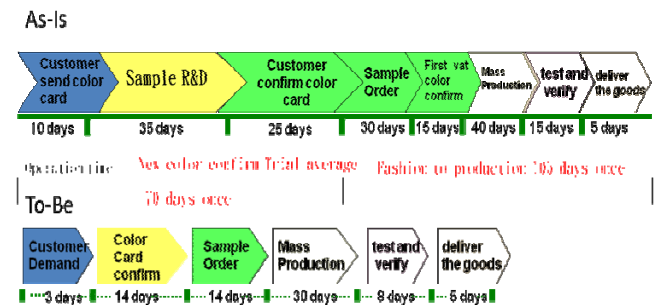 As-Is
Customer send color card
Sample R&D
Customer confirm color card
Sample Order
First vat color confirm
Mass Production
test and verify
deliver the goods
10 days
35 days
25 days
30 days
15 days
40 days
15 days
5 days
Operation time
New color confirm Trial average
70 days once
Fashion to production 105 days once
To-Be
Customer Demand
Color Card confirm
Sample Order
Mass Production
test and verify
deliver the goods
3 days
14 days
14 days
30 days
9 days
5 days